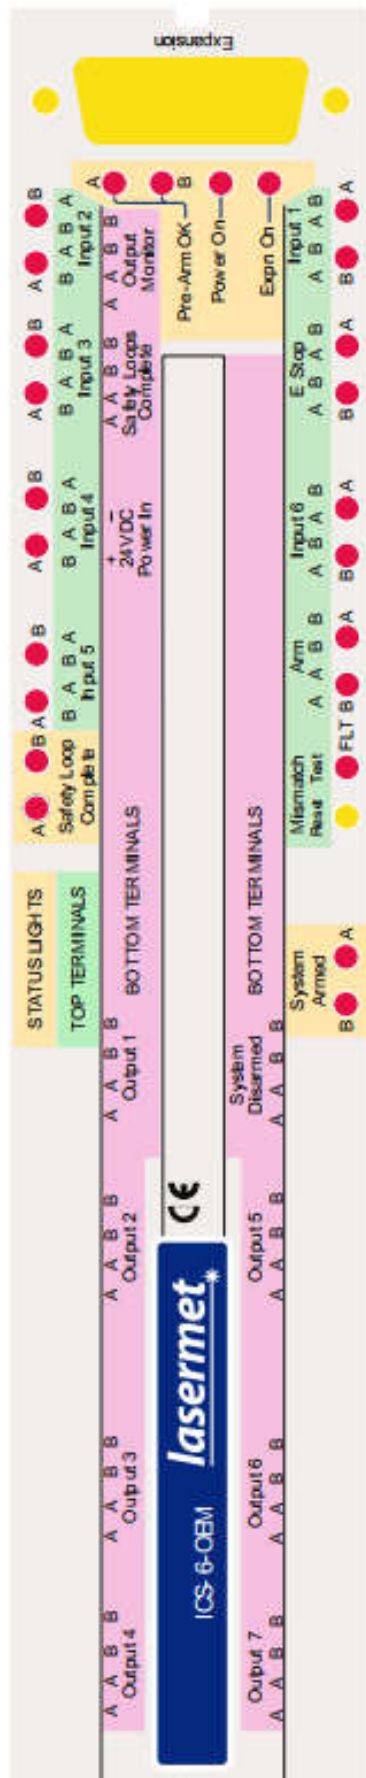 Expansion
A B
Pre-Arm OK
Power On
Expn On
B A
B A B A
Input 2
A A B B
Output
Monitor
B A
B A B A
Input 3
A A B B
Safety Loops
Complete
B A
B A B A
Input 4
+ –
24VDC
Power In
B A
B A B A
Input 5
B A
Safety Loop
Complete
STATUS LIGHTS
TOP TERMINALS
BOTTOM TERMINALS
A A B B
Output 1
A A B B
Output 2
A A B B
Output 3
A A B B
Output 4
A B
A B A B
Input 1
A B
A B A B
E Stop
A B
A B A B
Input 6
A B
A A B B
Arm
FLT
Mismatch
Reset Test
BOTTOM TERMINALS
A B
System
Armed
System
Disarmed
A A B B
Output 5
A A B B
Output 6
A A B B
Output 7
A A B B
CE
lasermet
ICS-6-OEM